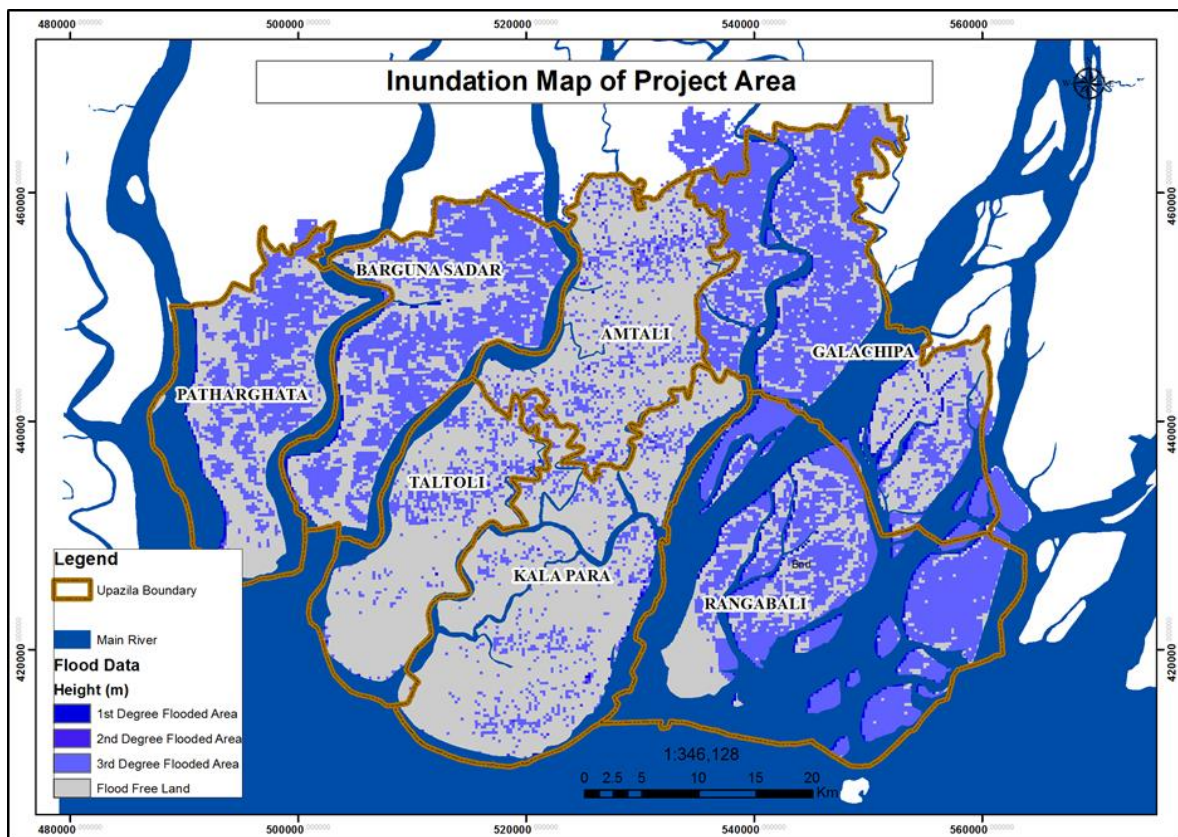 480000 500000 520000 540000 560000
Inundation Map of Project Area
460000 460000
BARGUNA SADAR
AMTALI
GALACHIPA
PATHARGHATA
440000 440000
TALTOLI
KALA PARA
RANGABALI
Legend
Upazila Boundary
Main River
Flood Data
Height (m)
1st Degree Flooded Area
2nd Degree Flooded Area
3rd Degree Flooded Area
Flood Free Land
420000 420000
1:346,128
0 2.5 5 10 15 20
Km
480000 500000 520000 540000 560000